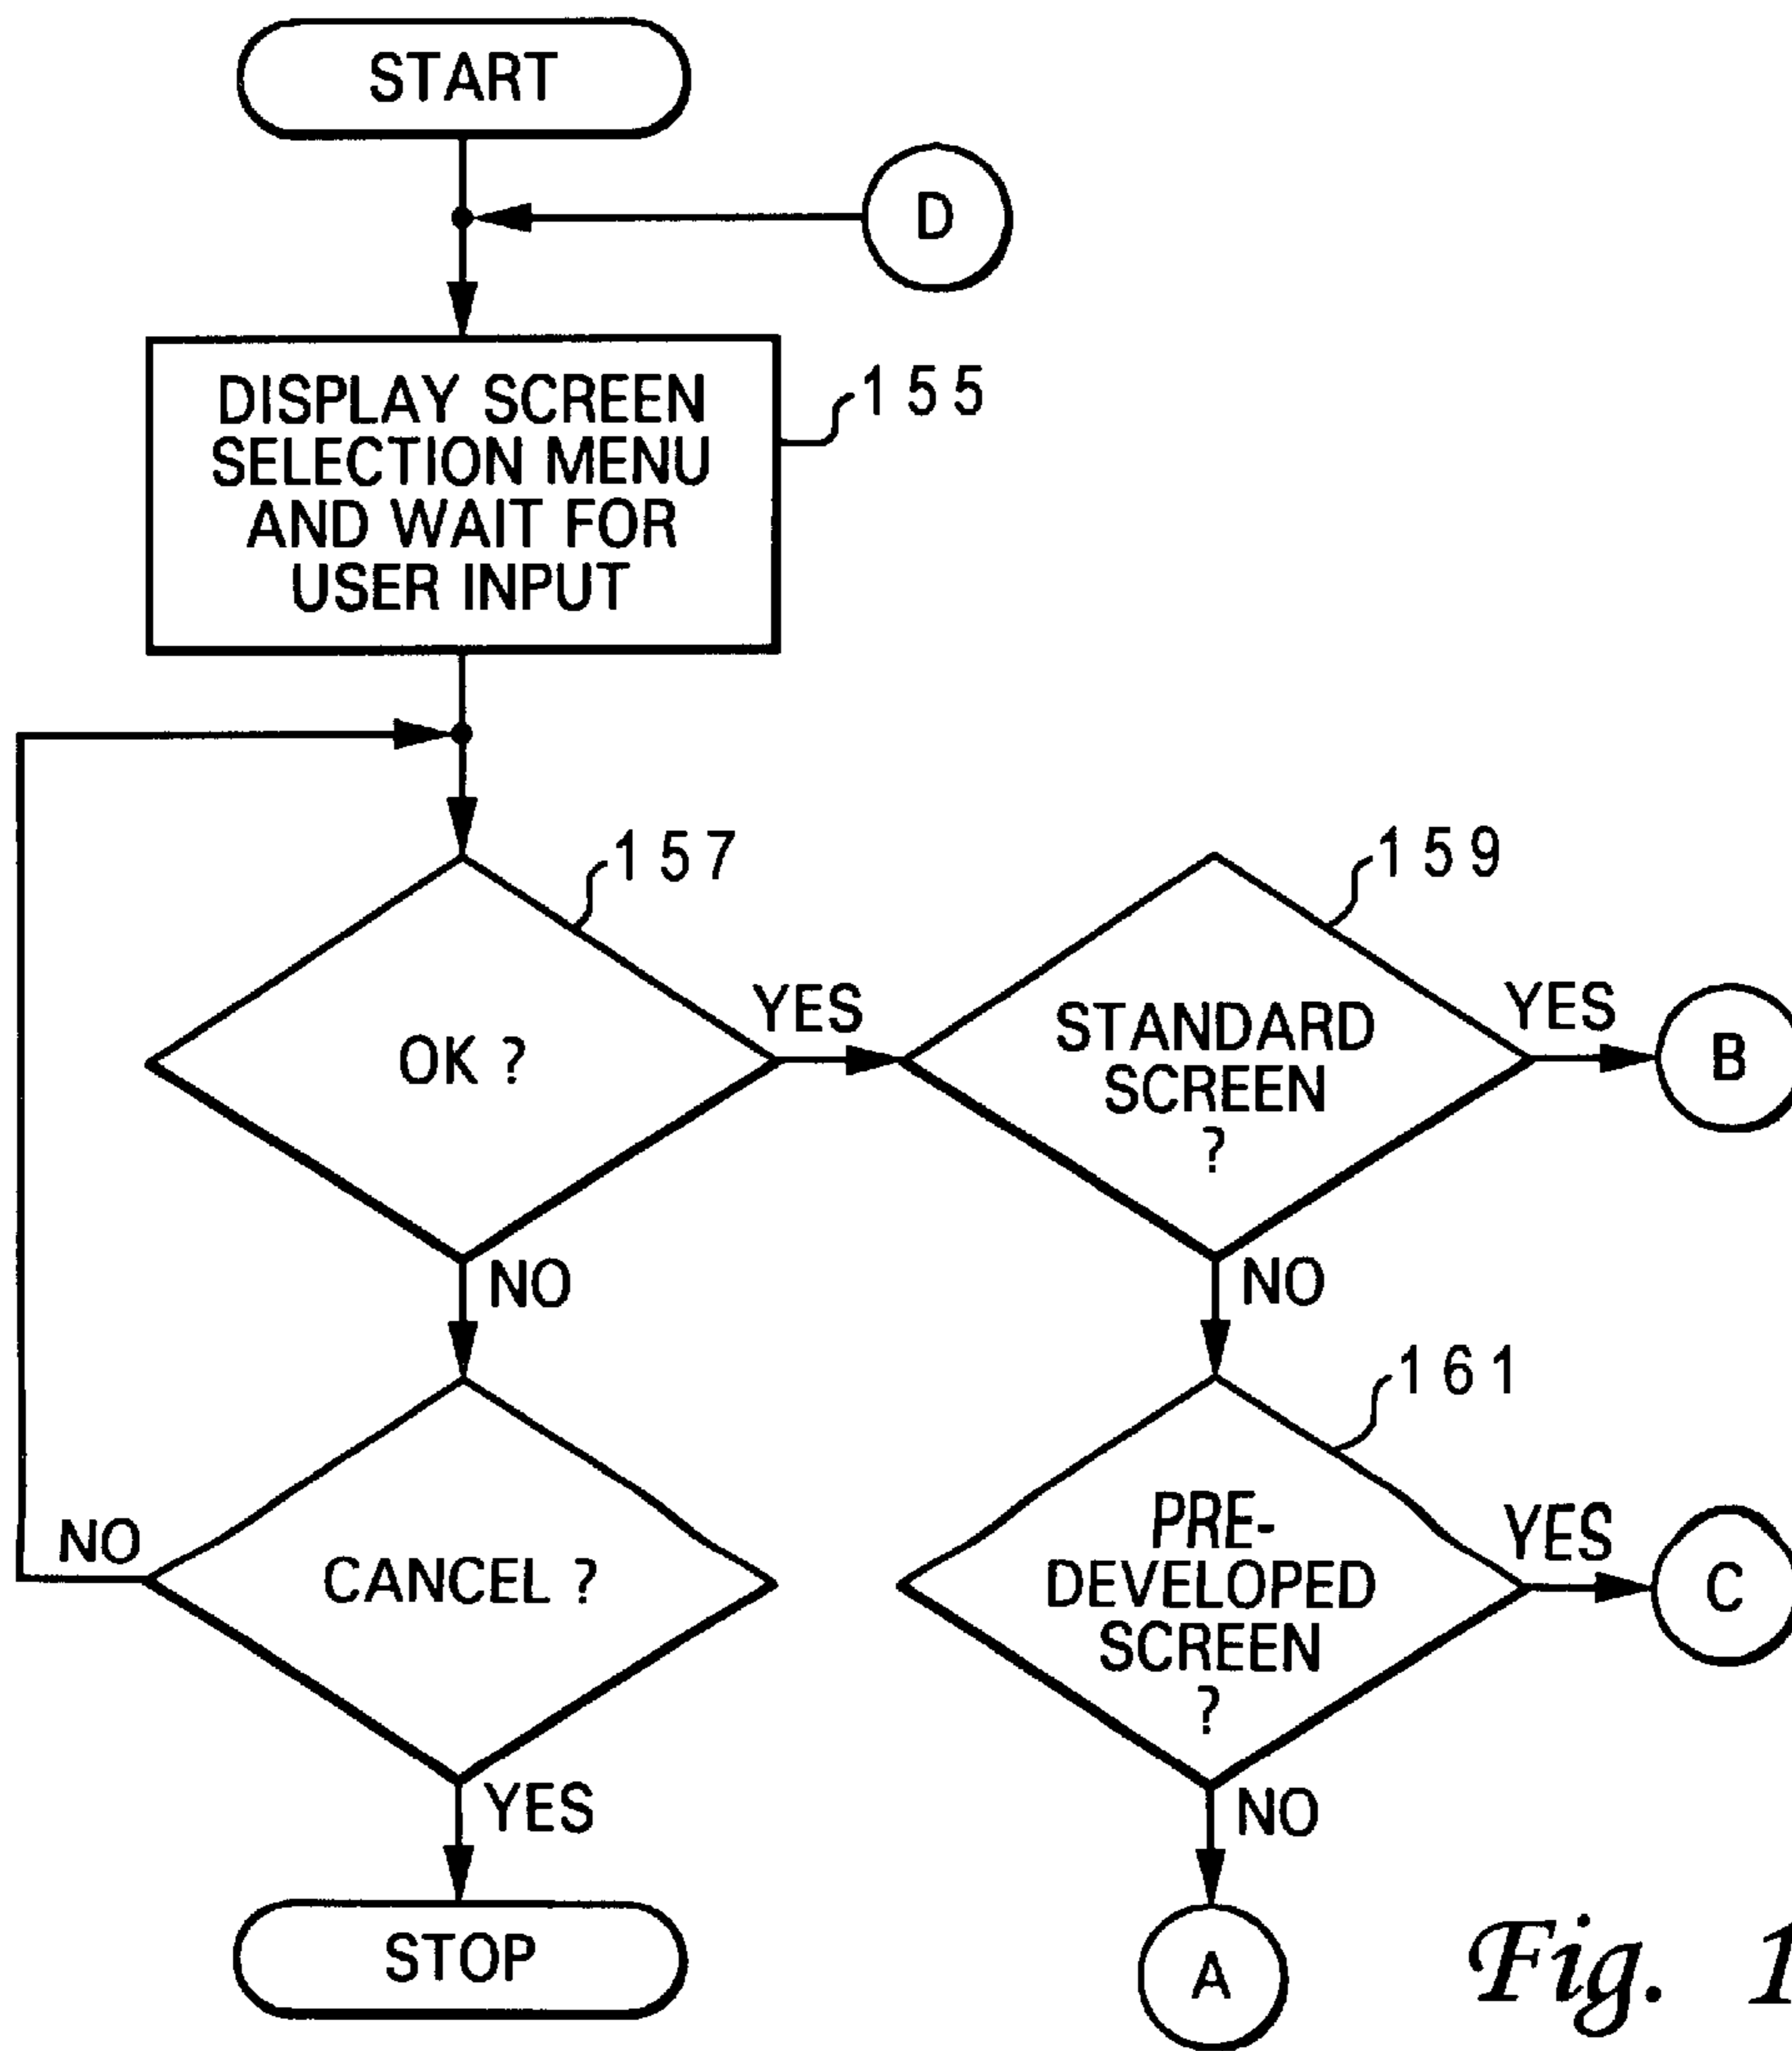 START
D
DISPLAY SCREEN
SELECTION MENU
AND WAIT FOR
USER INPUT
155
157
159
OK ?
YES
STANDARD
SCREEN
?
YES
B
NO
NO
161
NO
CANCEL ?
PRE-
DEVELOPED
SCREEN
?
YES
C
YES
NO
STOP
A
Fig. 1